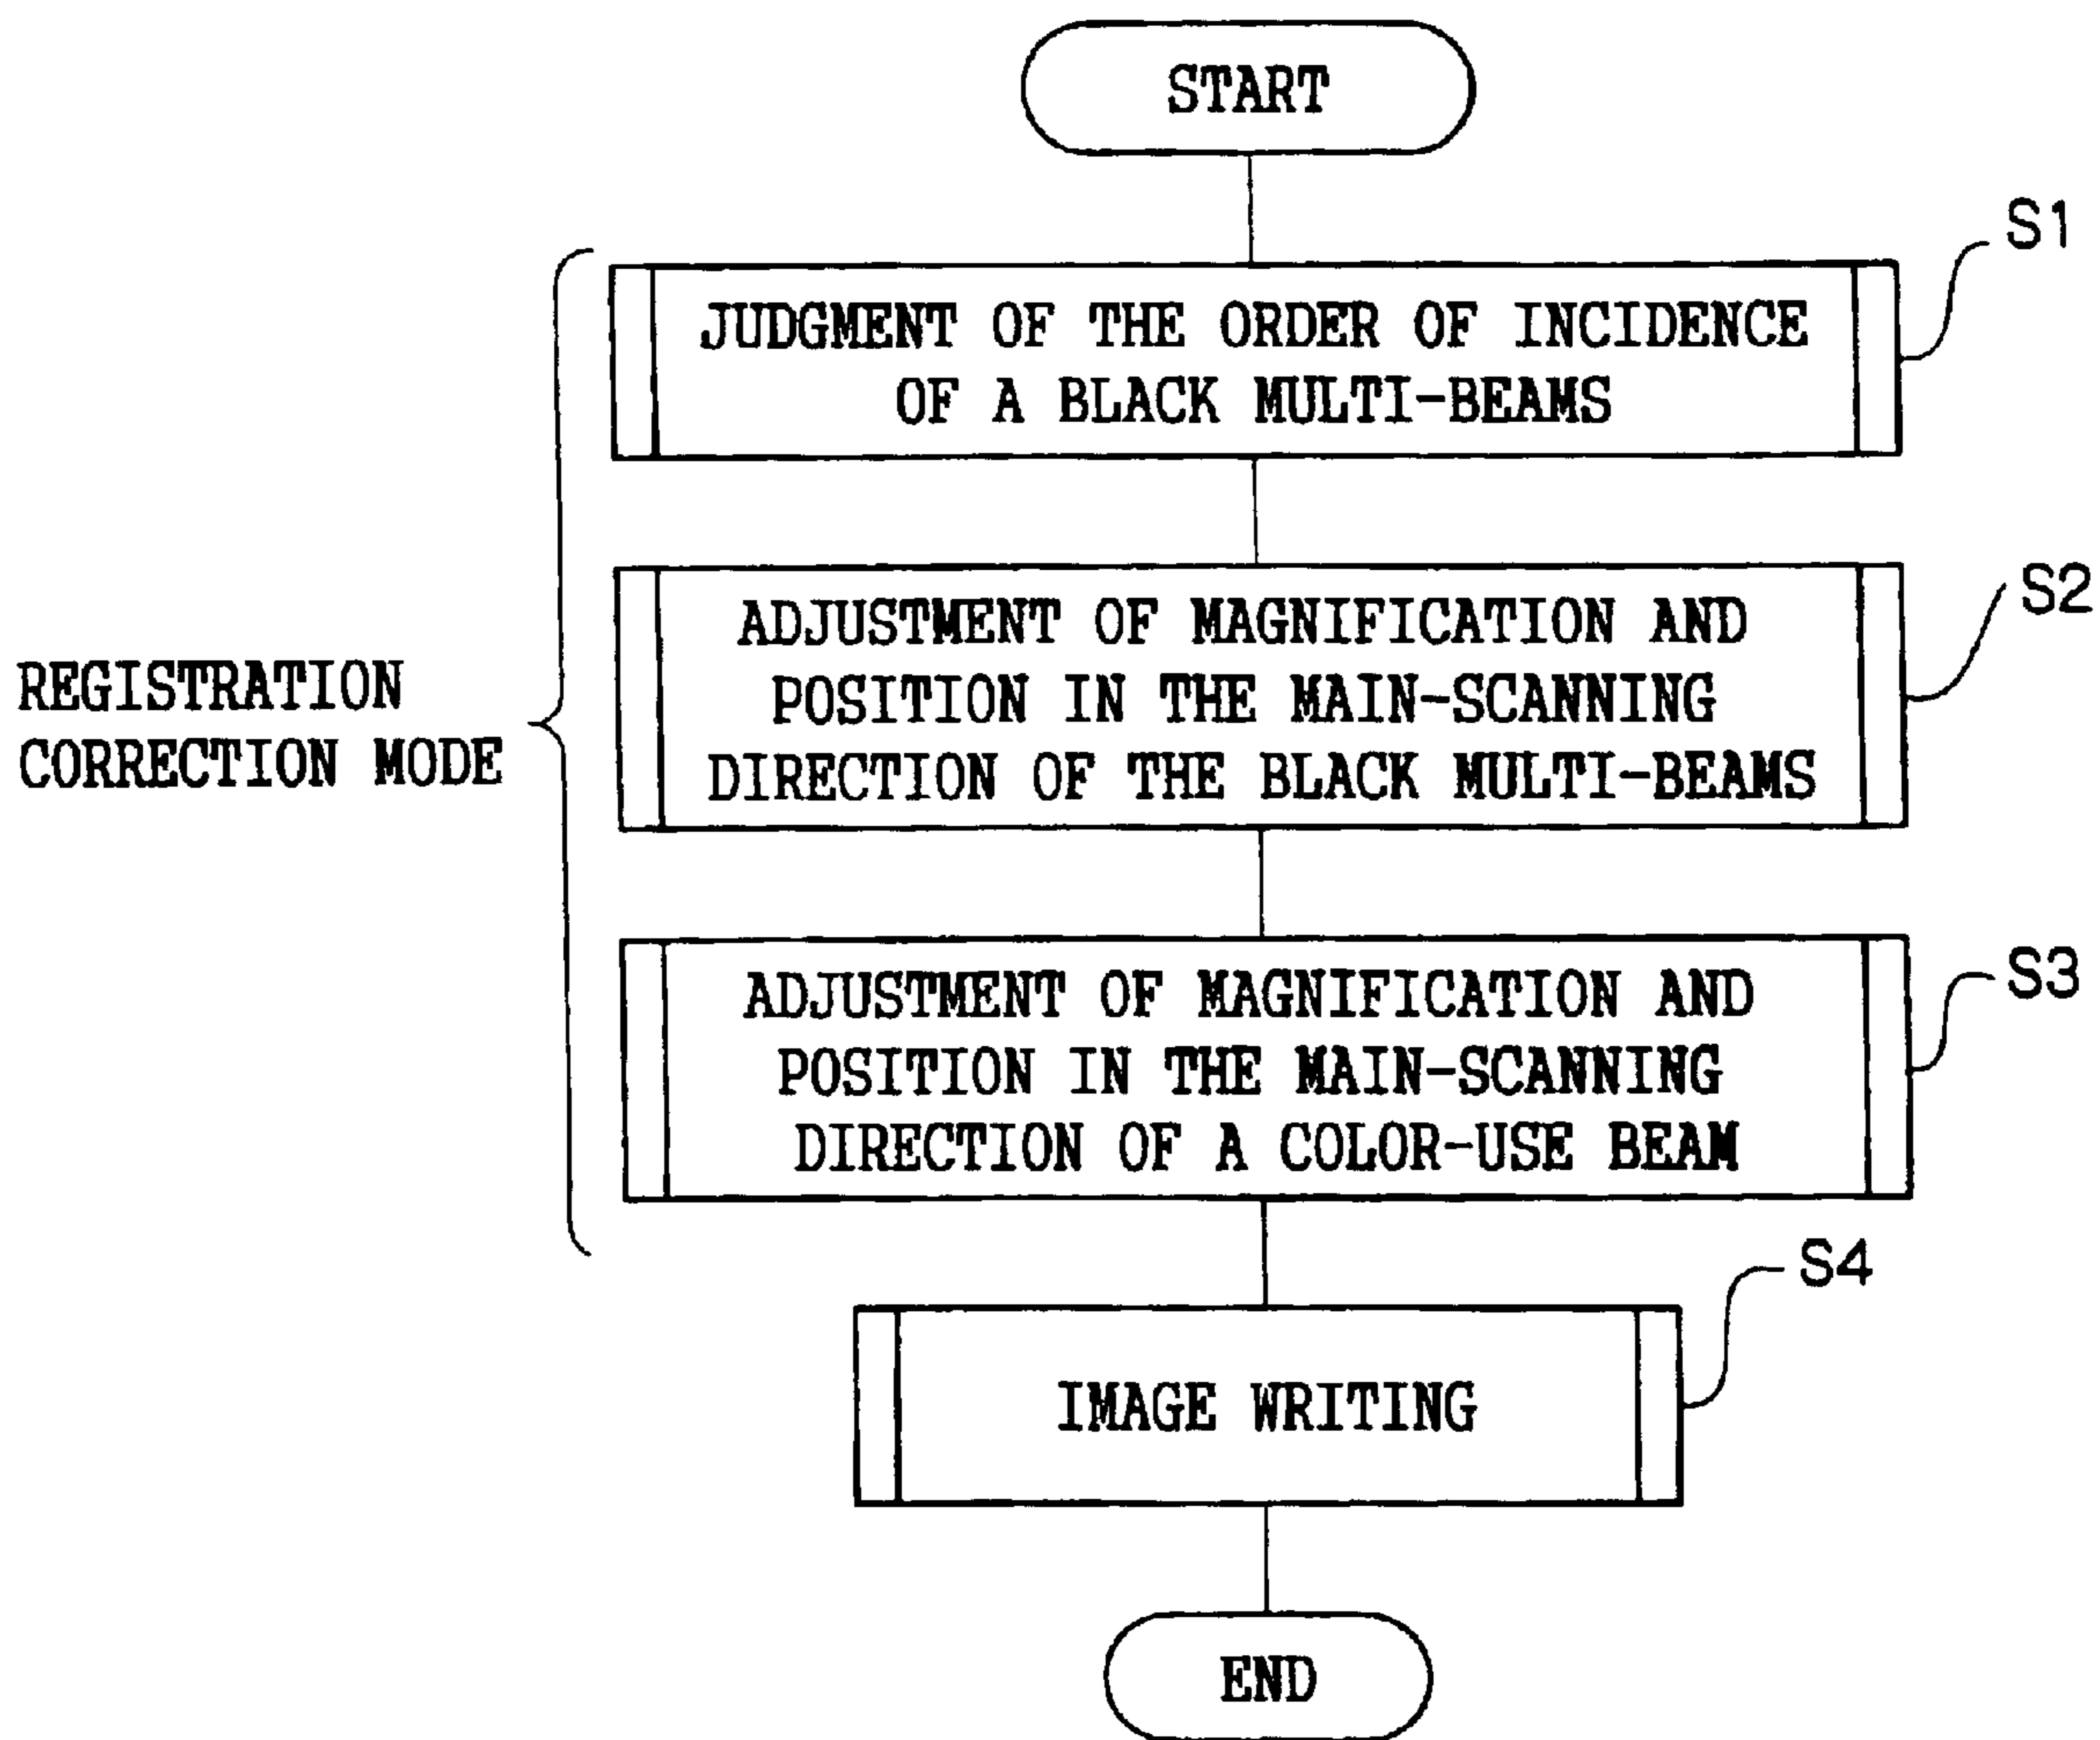 START
S1
JUDGMENT OF THE ORDER OF INCIDENCE
OF A BLACK MULTI-BEAMS
S2
ADJUSTMENT OF MAGNIFICATION AND
POSITION IN THE MAIN-SCANNING
DIRECTION OF THE BLACK MULTI-BEAMS
REGISTRATION
CORRECTION MODE
S3
ADJUSTMENT OF MAGNIFICATION AND
POSITION IN THE MAIN-SCANNING
DIRECTION OF A COLOR-USE BEAM
S4
IMAGE WRITING
END